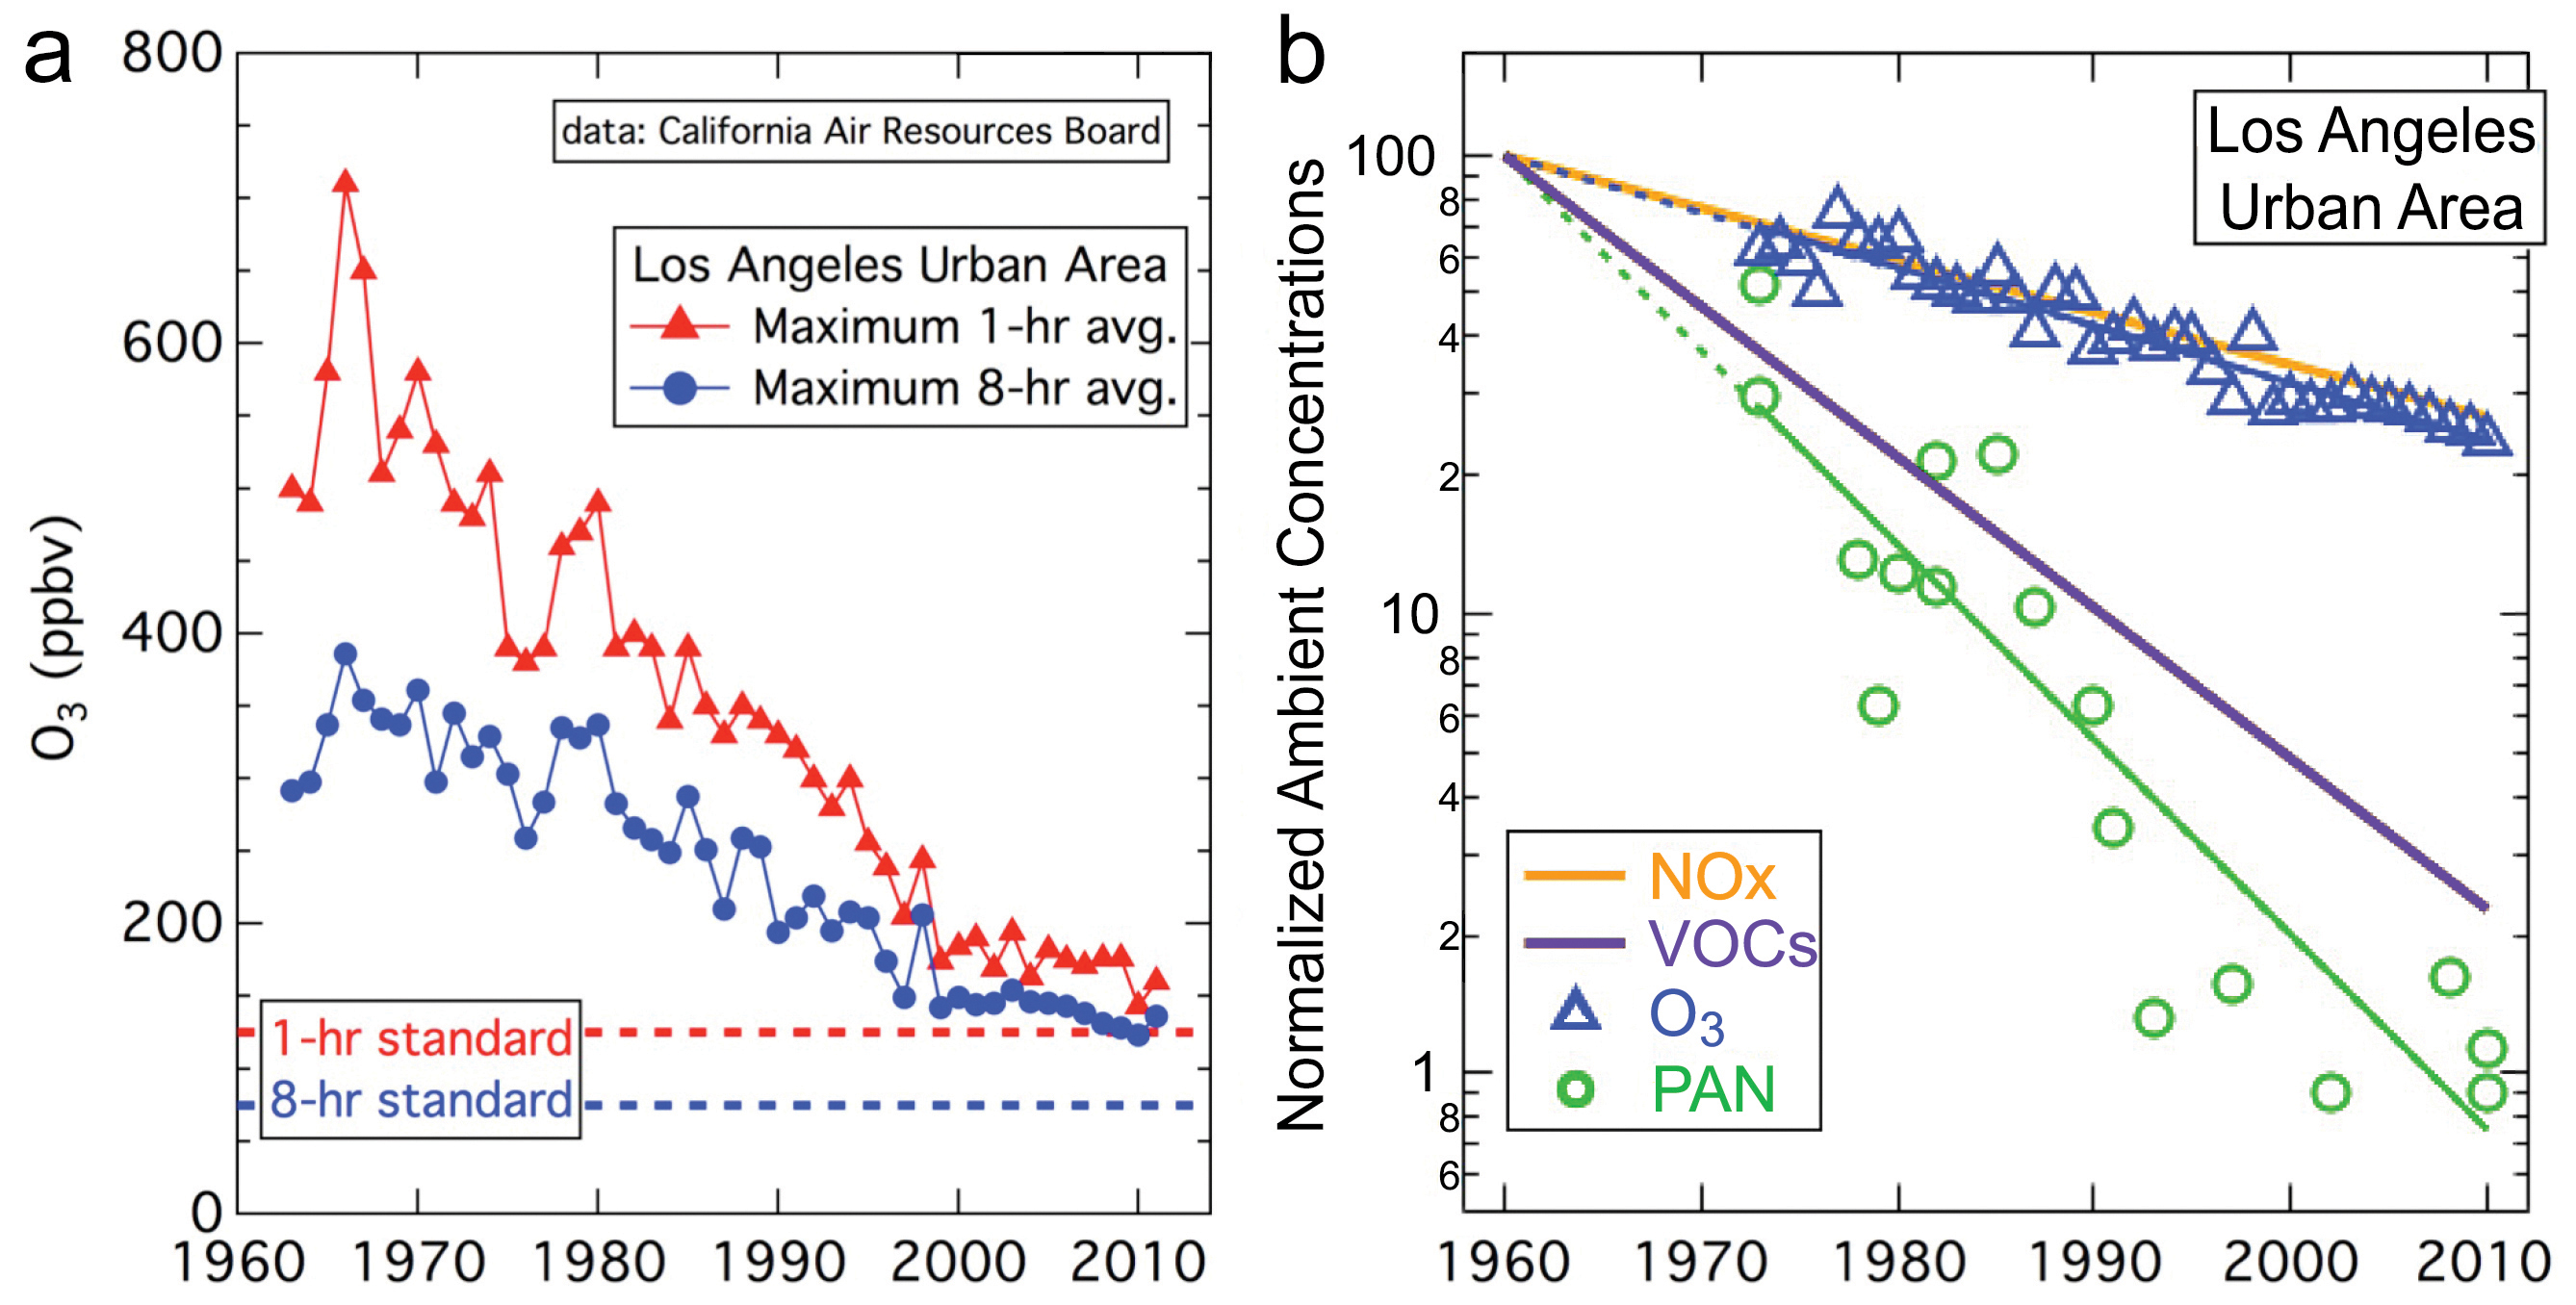 a
800
600
400
200
0
O₃ (ppbv)
data: California Air Resources Board
Los Angeles Urban Area
Maximum 1-hr avg.
Maximum 8-hr avg.
1-hr standard
8-hr standard
1960 1970 1980 1990 2000 2010
b
Normalized Ambient Concentrations
100
8
6
4
2
10
8
6
4
2
1
8
6
Los Angeles
Urban Area
NOx
VOCs
O₃
PAN
1960 1970 1980 1990 2000 2010